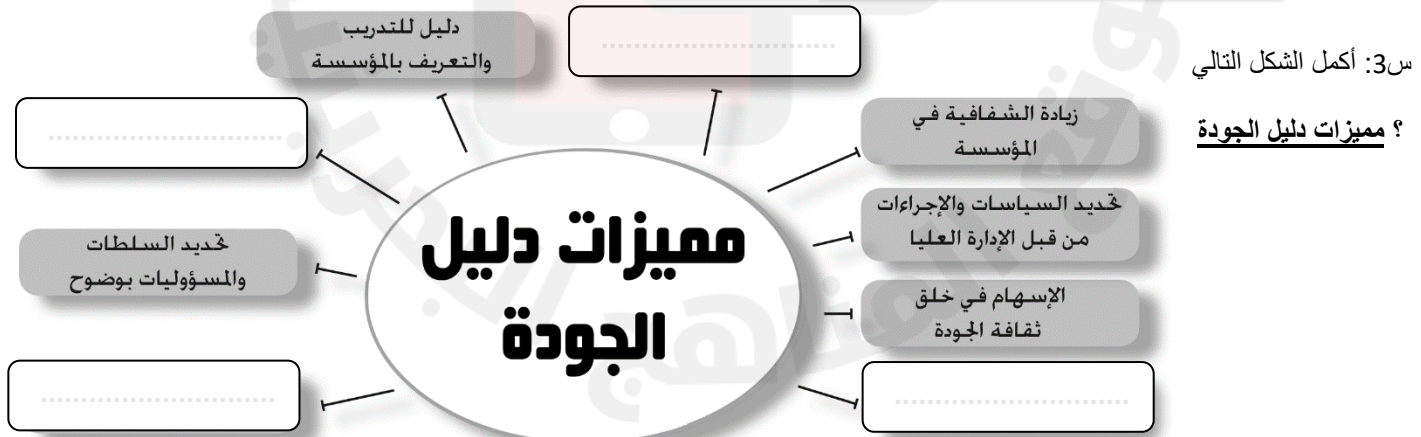 س3: أكمل الشكل التالي
؟ مميزات دليل الجودة
دليل للتدريب
والتعريف بالمؤسسة
زيادة الشفافية في
المؤسسة
تحديد السياسات والإجراءات
من قبل الإدارة العليا
الإسهام في خلق
ثقافة الجودة
تحديد السلطات
والمسؤوليات بوضوح
مميزات دليل
الجودة